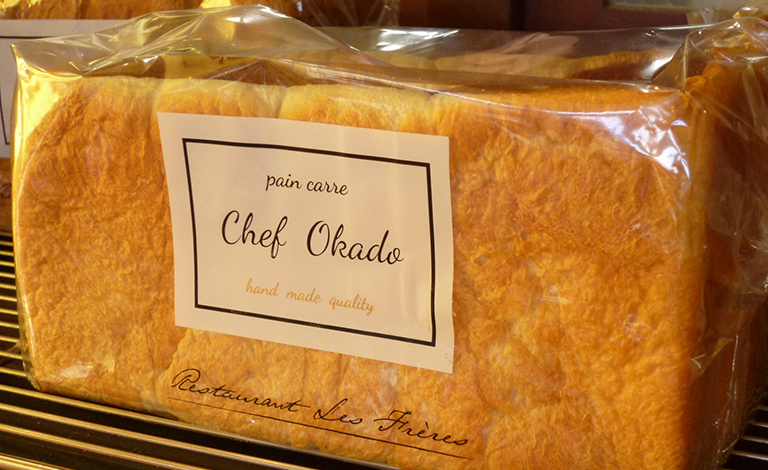 pain carre
Chef Okado
hand made quality
Restaurant Les Frères